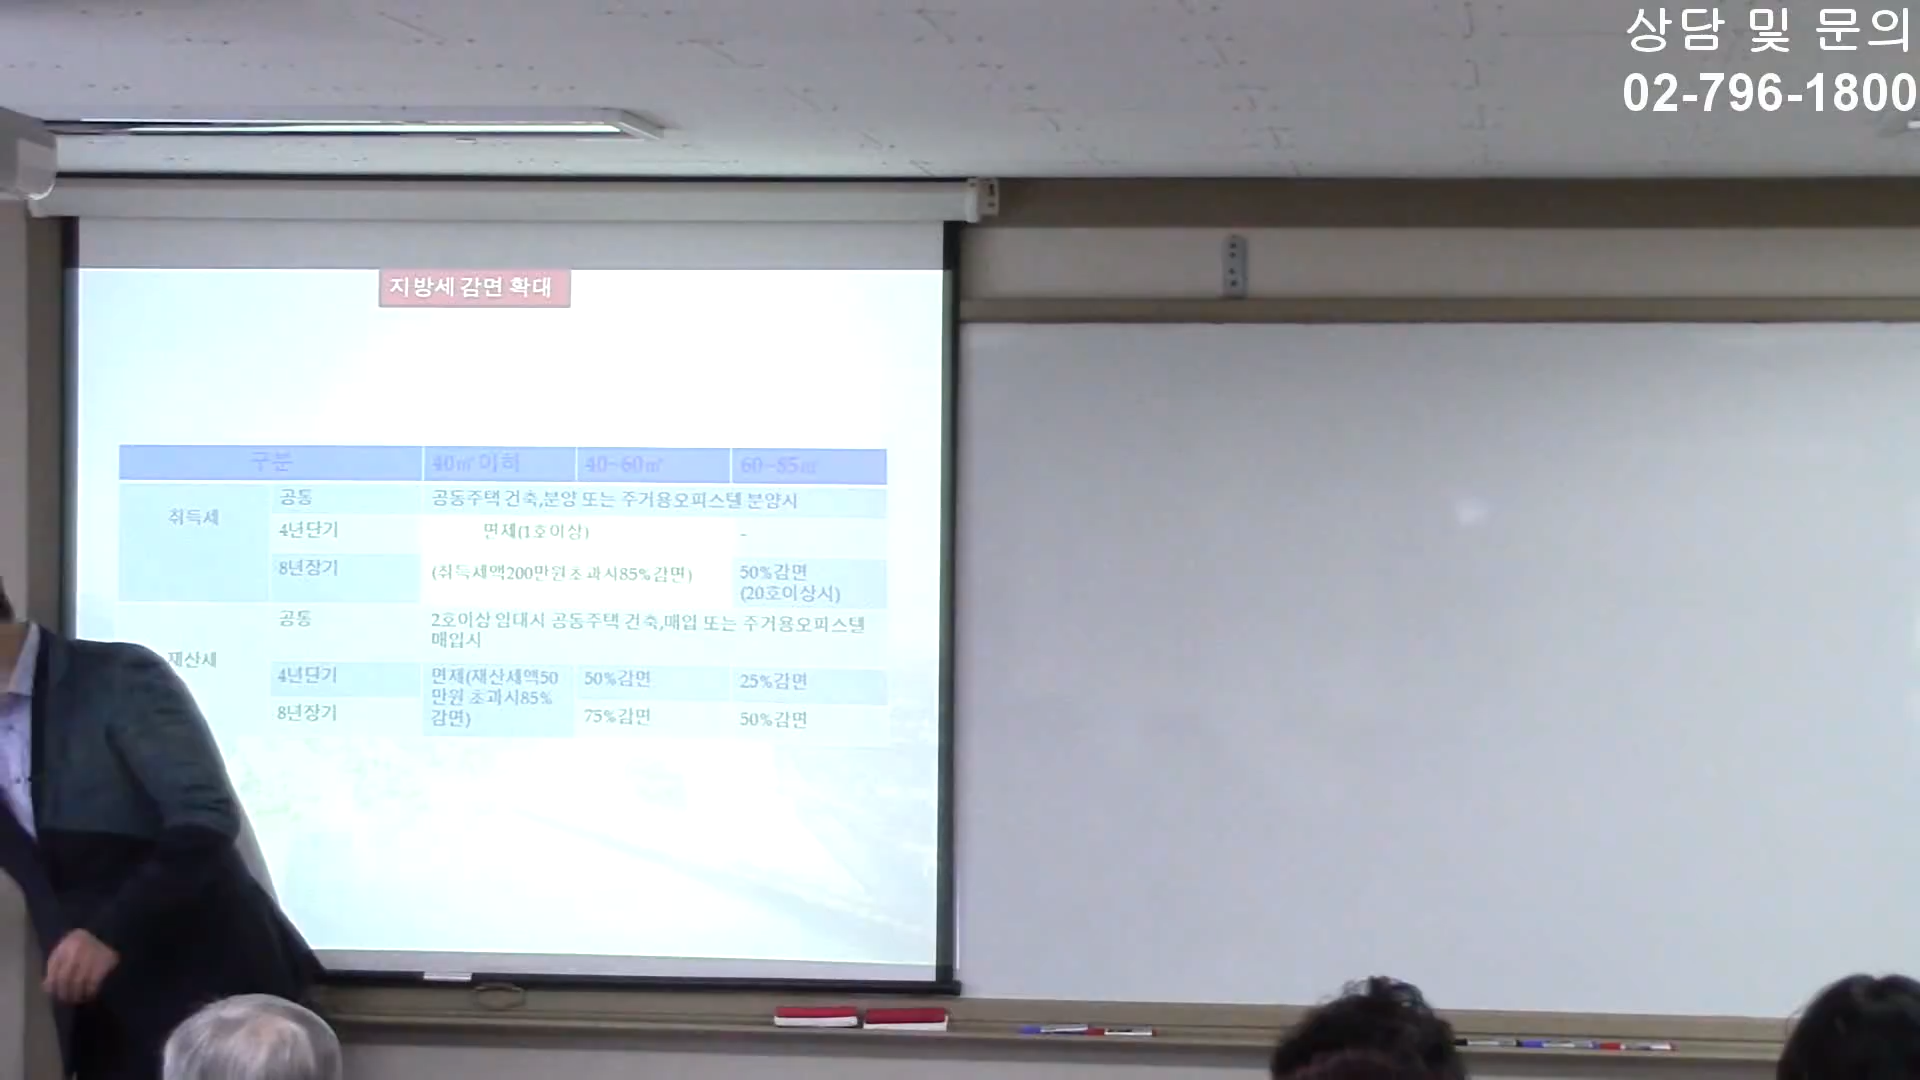 상담 및 문의
02-796-1800
지방세 감면 확대
구분 40㎡이하 40~60㎡ 60~85㎡
취득세
공통 공동주택 건축,분양 또는 주거용오피스텔 분양시
4년단기 면제(1호이상) -
8년장기 (취득세액200만원초과시85%감면) 50%감면
(20호이상시)
재산세
공통 2호이상 임대시 공동주택 건축,매입 또는 주거용오피스텔
매입시
4년단기 면제(재산세액50 50%감면 25%감면
만원 초과시85%
감면)
8년장기 75%감면 50%감면